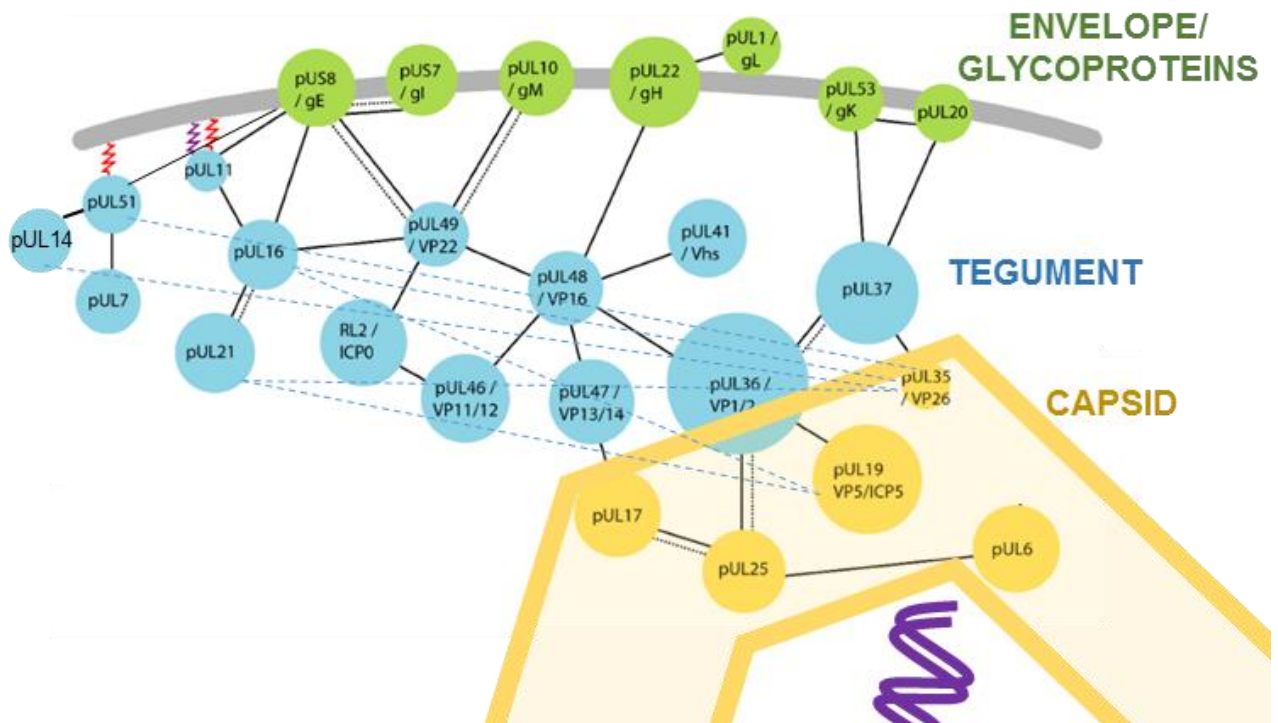 ENVELOPE/
GLYCOPROTEINS
pUS8
/ gE
pUS7
/ gI
pUL10
/ gM
pUL22
/ gH
pUL1 /
gL
pUL53
/ gK
pUL20
pUL11
pUL51
pUL14
pUL7
pUL16
pUL21
pUL49
/ VP22
RL2 /
ICP0
pUL48
/ VP16
pUL41
/ Vhs
pUL46 /
VP11/12
pUL47 /
VP13/14
pUL36 /
VP1/2
pUL37
TEGUMENT
pUL35
/ VP26
CAPSID
pUL19
VP5/ICP5
pUL17
pUL25
pUL6